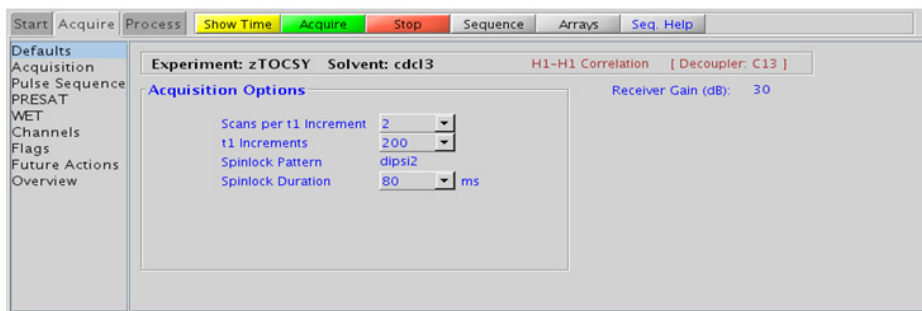 Start Acquire Process Show Time Acquire Stop Sequence Arrays Seq. Help
Defaults
Acquisition
Pulse Sequence
PRESAT
WET
Channels
Flags
Future Actions
Overview
Experiment: zTOCSY Solvent: cdcl3 H1-H1 Correlation [ Decoupler: C13 ]
Acquisition Options
Receiver Gain (dB): 30
Scans per t1 Increment 2
t1 Increments 200
Spinlock Pattern dipsi2
Spinlock Duration 80 ms